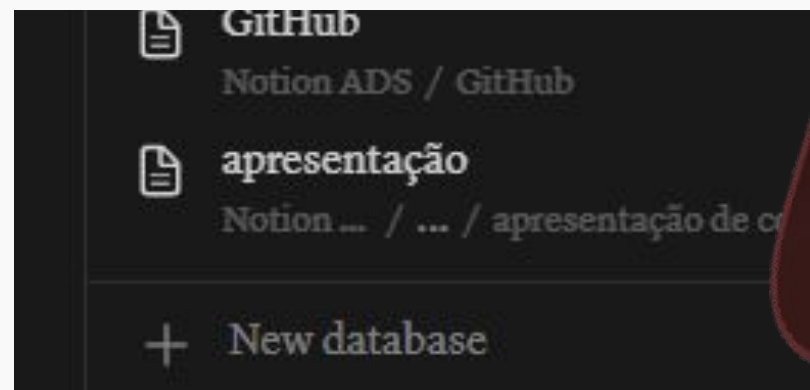 GitHub
Notion ADS / GitHub
apresentação
Notion ... / ... / apresentação de
New database